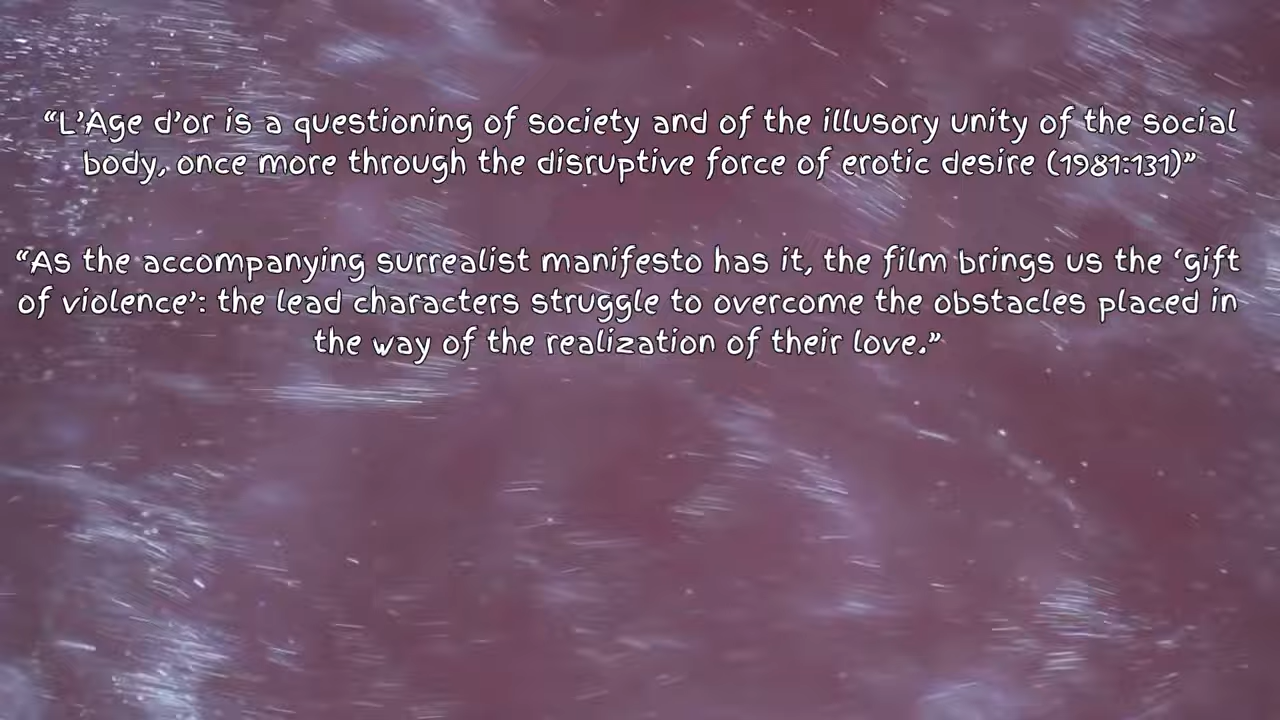 “L’Age d’or is a questioning of society and of the illusory unity of the social
body, once more through the disruptive force of erotic desire (1981:131)”
“As the accompanying surrealist manifesto has it, the film brings us the ‘gift
of violence’: the lead characters struggle to overcome the obstacles placed in
the way of the realization of their love.”